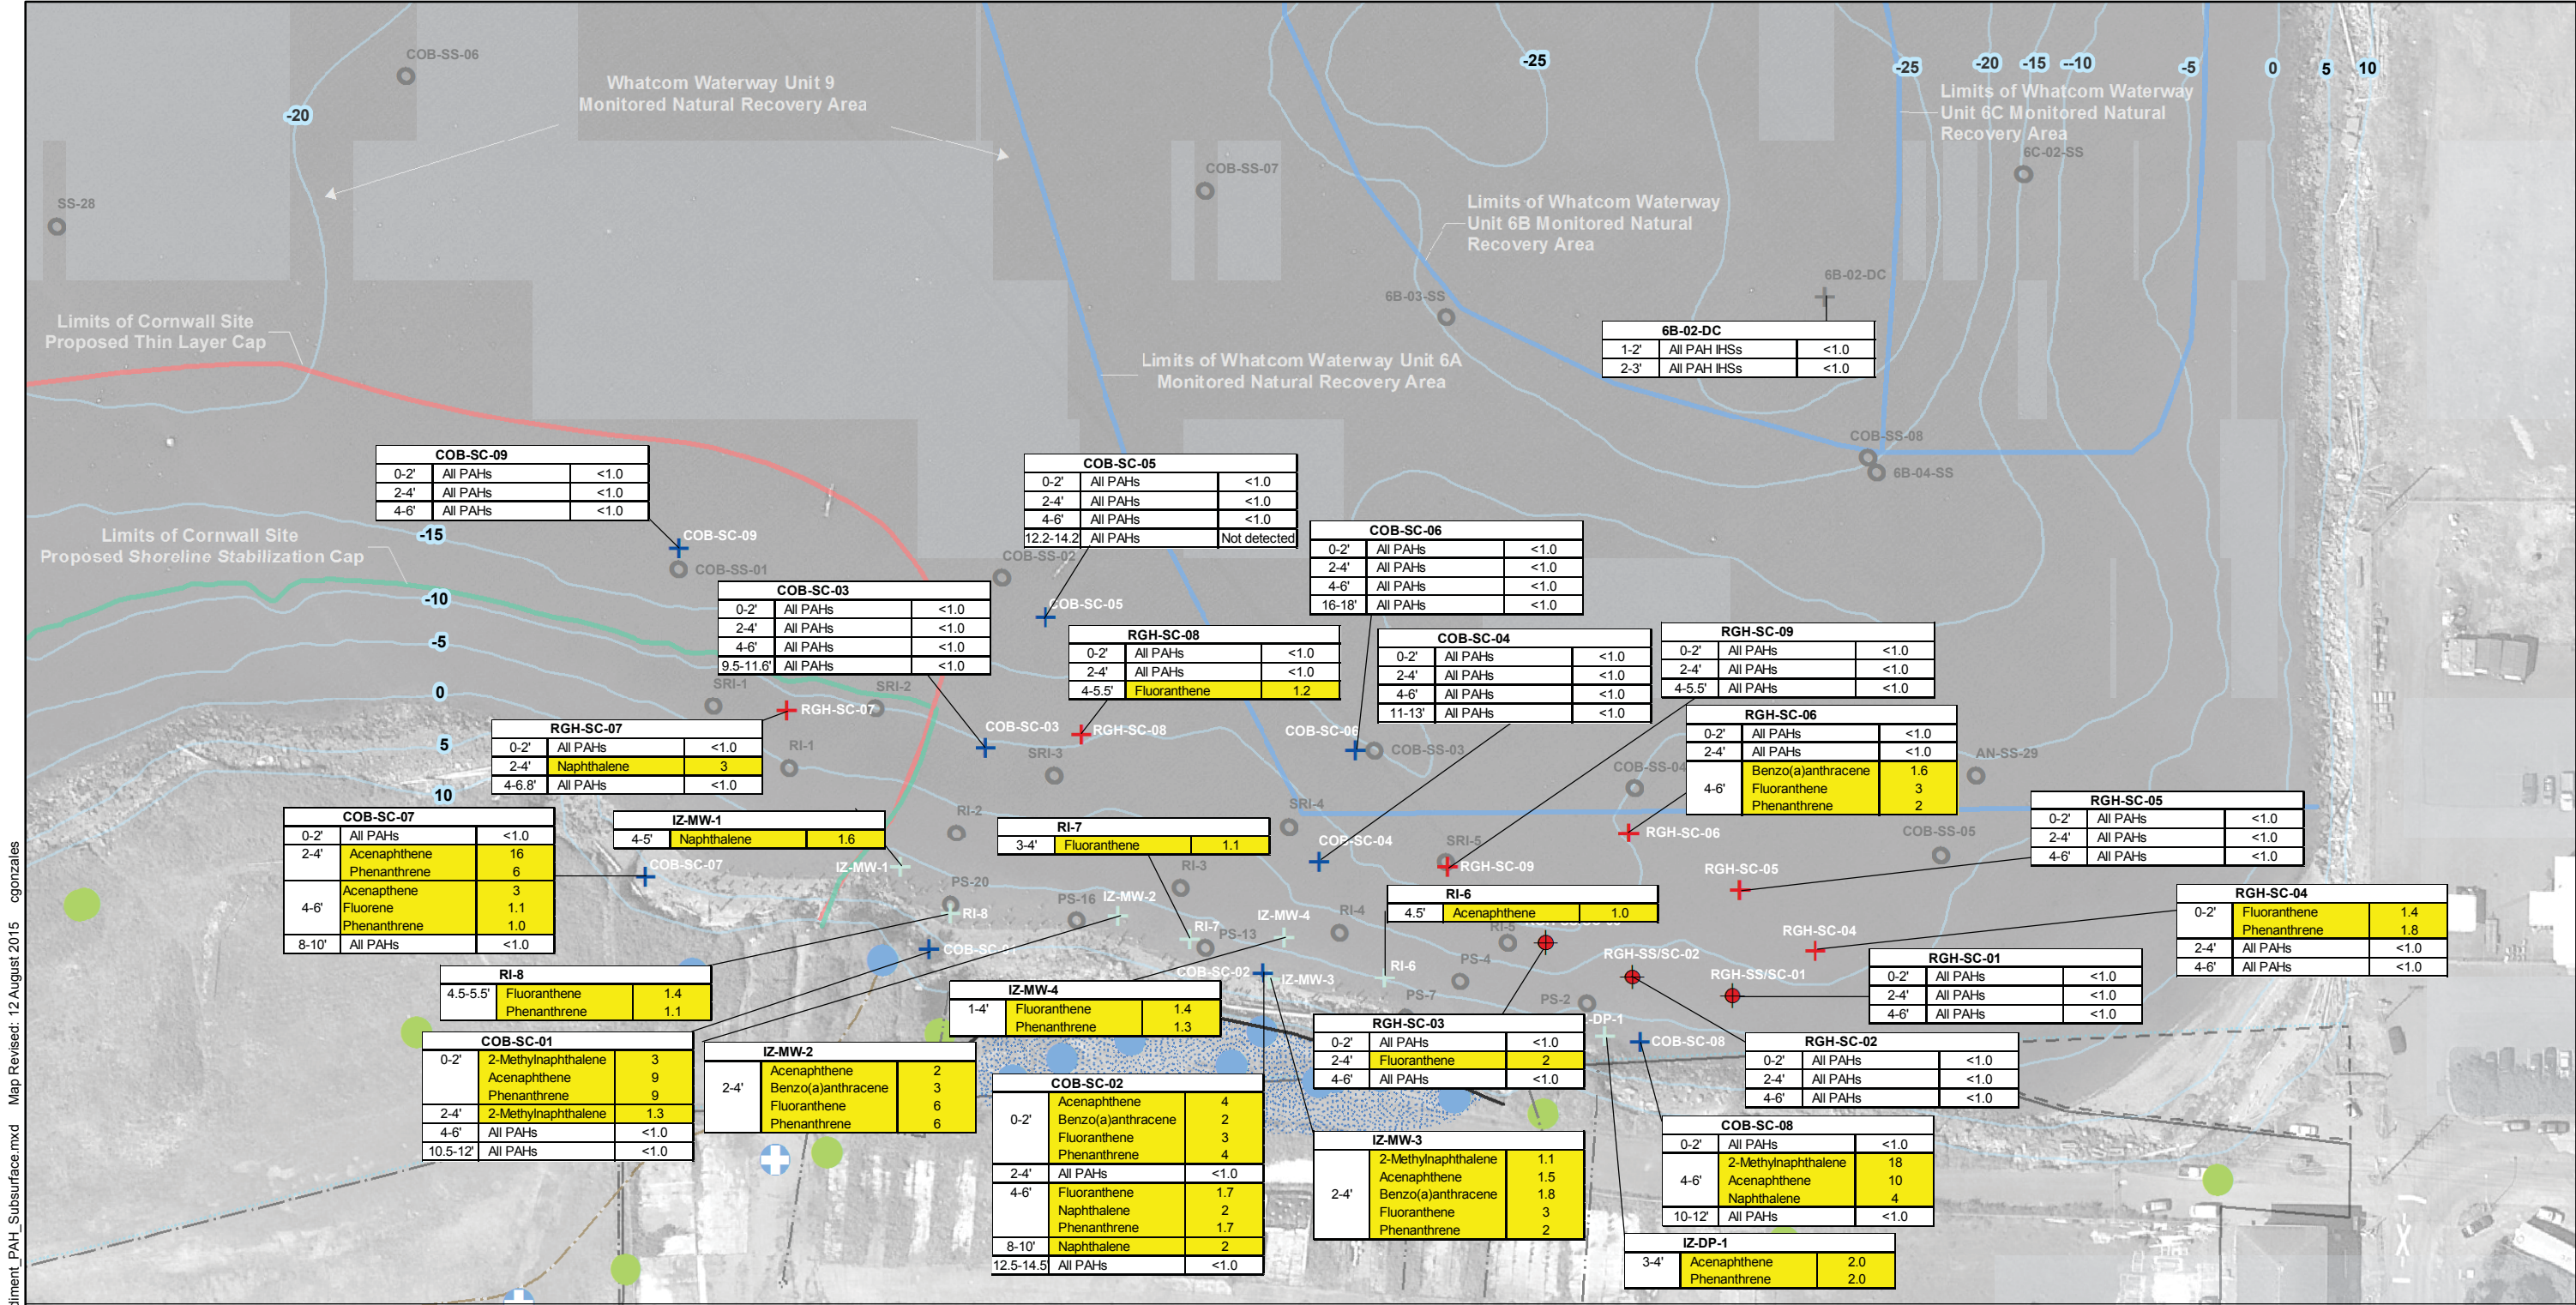 COB-SS-06
-20
Whatcom Waterway Unit 9
Monitored Natural Recovery Area
-25
-25
-20
-15
--10
-5
0
5
10
Limits of Whatcom Waterway
Unit 6C Monitored Natural
Recovery Area
6C-02-SS
COB-SS-07
SS-28
Limits of Whatcom Waterway
Unit 6B Monitored Natural
Recovery Area
6B-03-SS
6B-02-DC
6B-02-DC
1-2' All PAH IHSs <1.0
2-3' All PAH IHSs <1.0
Limits of Cornwall Site
Proposed Thin Layer Cap
Limits of Whatcom Waterway Unit 6A
Monitored Natural Recovery Area
COB-SS-08
6B-04-SS
COB-SC-09
0-2' All PAHs <1.0
2-4' All PAHs <1.0
4-6' All PAHs <1.0
COB-SC-09
COB-SS-01
COB-SC-05
0-2' All PAHs <1.0
2-4' All PAHs <1.0
4-6' All PAHs <1.0
12.2-14.2' All PAHs Not detected
COB-SS-02
COB-SC-05
COB-SC-06
0-2' All PAHs <1.0
2-4' All PAHs <1.0
4-6' All PAHs <1.0
16-18' All PAHs <1.0
Limits of Cornwall Site
Proposed Shoreline Stabilization Cap
-15
-10
-5
0
5
10
COB-SC-03
0-2' All PAHs <1.0
2-4' All PAHs <1.0
4-6' All PAHs <1.0
9.5-11.6' All PAHs <1.0
RGH-SC-08
0-2' All PAHs <1.0
2-4' All PAHs <1.0
4-5.5' Fluoranthene 1.2
COB-SC-04
0-2' All PAHs <1.0
2-4' All PAHs <1.0
4-6' All PAHs <1.0
11-13' All PAHs <1.0
RGH-SC-09
0-2' All PAHs <1.0
2-4' All PAHs <1.0
4-5.5' All PAHs <1.0
SRI-1
SRI-2
RGH-SC-07
COB-SC-03
RGH-SC-08
COB-SC-06
COB-SS-03
RGH-SC-07
0-2' All PAHs <1.0
2-4' Naphthalene 3
4-6.8' All PAHs <1.0
RI-1
SRI-3
COB-SS-04
RGH-SC-06
0-2' All PAHs <1.0
2-4' All PAHs <1.0
4-6' Benzo(a)anthracene 1.6
Fluoranthene 3
Phenanthrene 2
AN-SS-29
COB-SC-07
0-2' All PAHs <1.0
2-4' Acenaphthene 16
Phenanthrene 6
4-6' Acenapthene 3
Fluorene 1.1
Phenanthrene 1.0
8-10' All PAHs <1.0
IZ-MW-1
4-5' Naphthalene 1.6
RI-2
RI-7
3-4' Fluoranthene 1.1
SRI-4
COB-SC-04
SRI-5
RGH-SC-09
RGH-SC-06
COB-SS-05
RGH-SC-05
0-2' All PAHs <1.0
2-4' All PAHs <1.0
4-6' All PAHs <1.0
COB-SC-07
IZ-MW-1
RI-3
RGH-SC-05
PS-20
RI-8
PS-16
IZ-MW-2
RI-7
PS-13
IZ-MW-4
RI-4
RI-6
4.5' Acenaphthene 1.0
RI-5
RGH-SC-04
RGH-SC-04
0-2' Fluoranthene 1.4
Phenanthrene 1.8
2-4' All PAHs <1.0
4-6' All PAHs <1.0
COB-SC-01
COB-SC-02
IZ-MW-3
RI-6
PS-4
PS-7
PS-2
RGH-SS/SC-02
RGH-SS/SC-01
RGH-SC-01
0-2' All PAHs <1.0
2-4' All PAHs <1.0
4-6' All PAHs <1.0
RI-8
4.5-5.5' Fluoranthene 1.4
Phenanthrene 1.1
IZ-MW-4
1-4' Fluoranthene 1.4
Phenanthrene 1.3
RGH-SC-03
0-2' All PAHs <1.0
2-4' Fluoranthene 2
4-6' All PAHs <1.0
-DP-1
COB-SC-08
RGH-SC-02
0-2' All PAHs <1.0
2-4' All PAHs <1.0
4-6' All PAHs <1.0
COB-SC-01
0-2' 2-Methylnaphthalene 3
Acenaphthene 9
Phenanthrene 9
2-4' 2-Methylnaphthalene 1.3
4-6' All PAHs <1.0
10.5-12' All PAHs <1.0
IZ-MW-2
2-4' Acenaphthene 2
Benzo(a)anthracene 3
Fluoranthene 6
Phenanthrene 6
COB-SC-02
0-2' Acenaphthene 4
Benzo(a)anthracene 2
Fluoranthene 3
Phenanthrene 4
2-4' All PAHs <1.0
4-6' Fluoranthene 1.7
Naphthalene 2
Phenanthrene 1.7
8-10' Naphthalene 2
12.5-14.5' All PAHs <1.0
IZ-MW-3
2-4' 2-Methylnaphthalene 1.1
Acenaphthene 1.5
Benzo(a)anthracene 1.8
Fluoranthene 3
Phenanthrene 2
COB-SC-08
0-2' All PAHs <1.0
4-6' 2-Methylnaphthalene 18
Acenaphthene 10
Naphthalene 4
10-12' All PAHs <1.0
IZ-DP-1
3-4' Acenaphthene 2.0
Phenanthrene 2.0
diment_PAH_Subsurface.mxd Map Revised: 12 August 2015 cgonzales